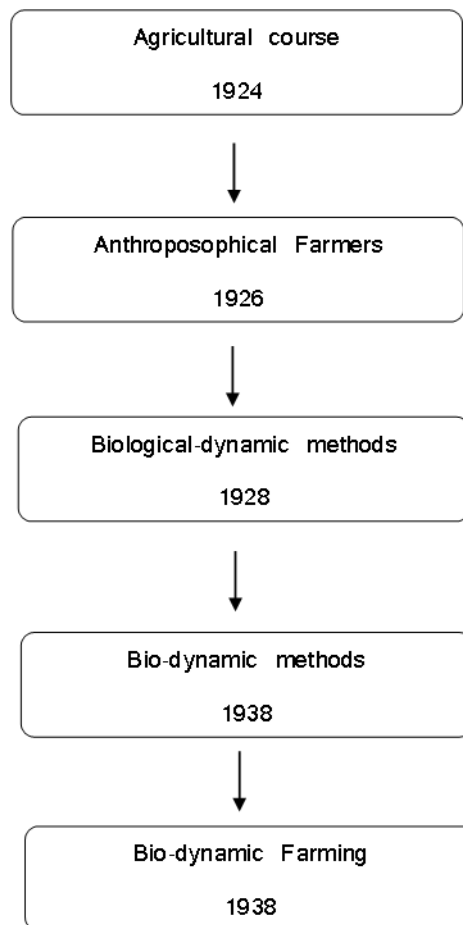 Agricultural course
1924
Anthroposophical Farmers
1926
Biological-dynamic methods
1928
Bio-dynamic methods
1938
Bio-dynamic Farming
1938